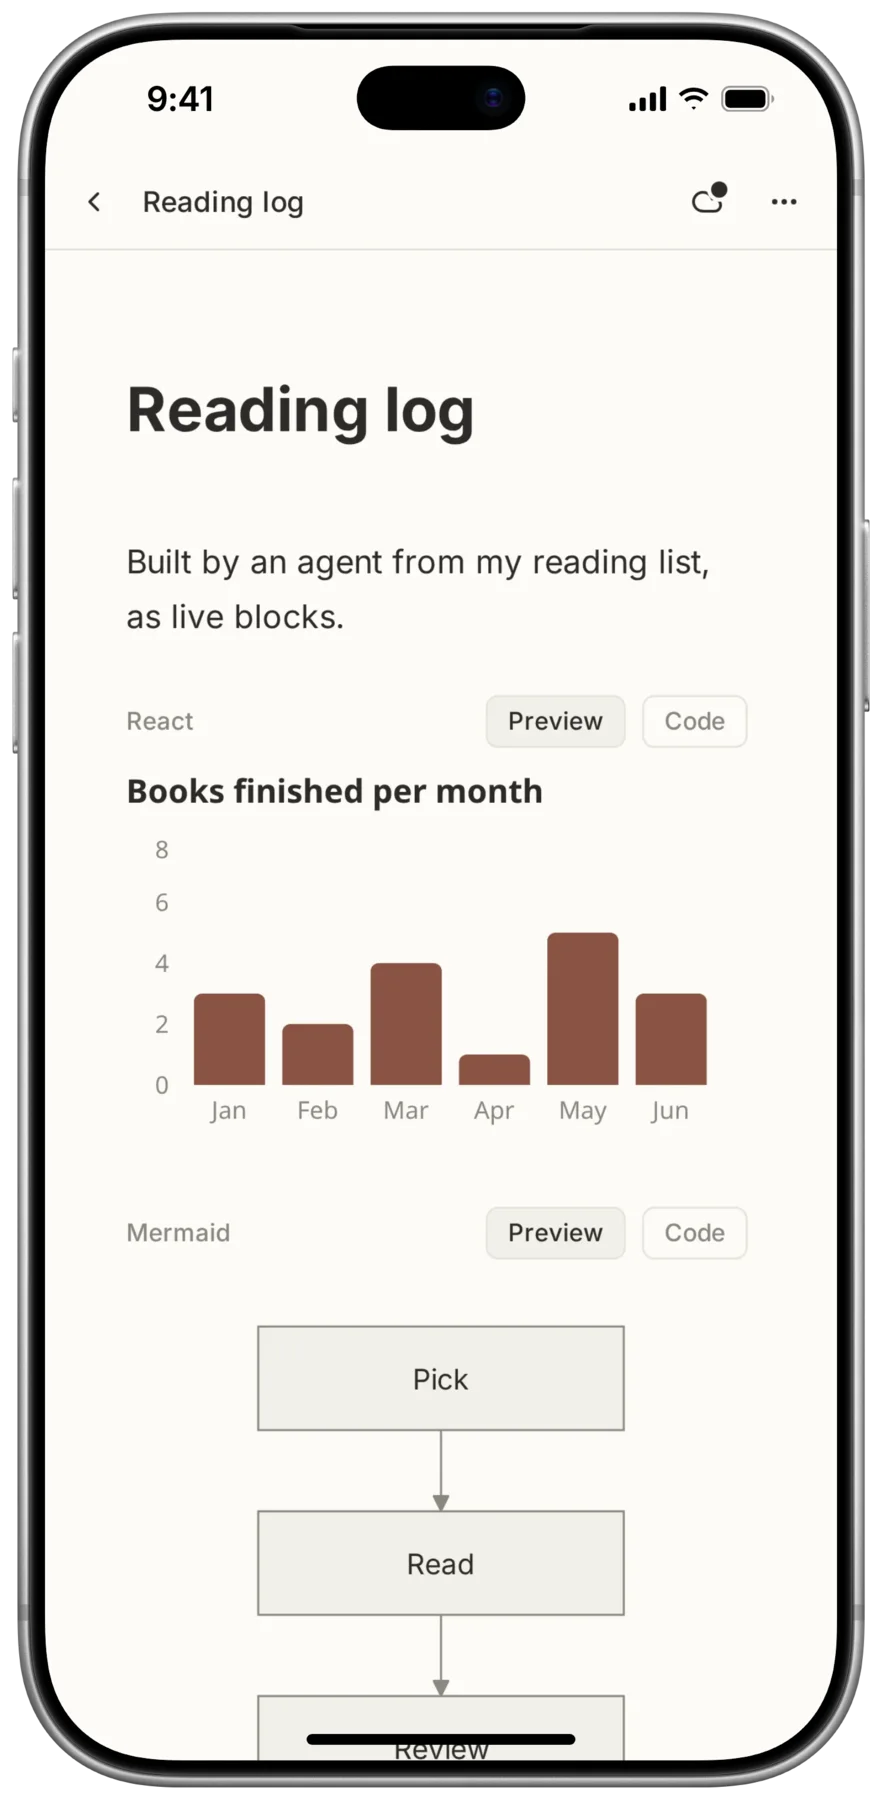 9:41
Reading log
Reading log
Built by an agent from my reading list,
as live blocks.
React Preview Code
Books finished per month
8
6
4
2
0
Jan Feb Mar Apr May Jun
Mermaid Preview Code
Pick
Read
Review